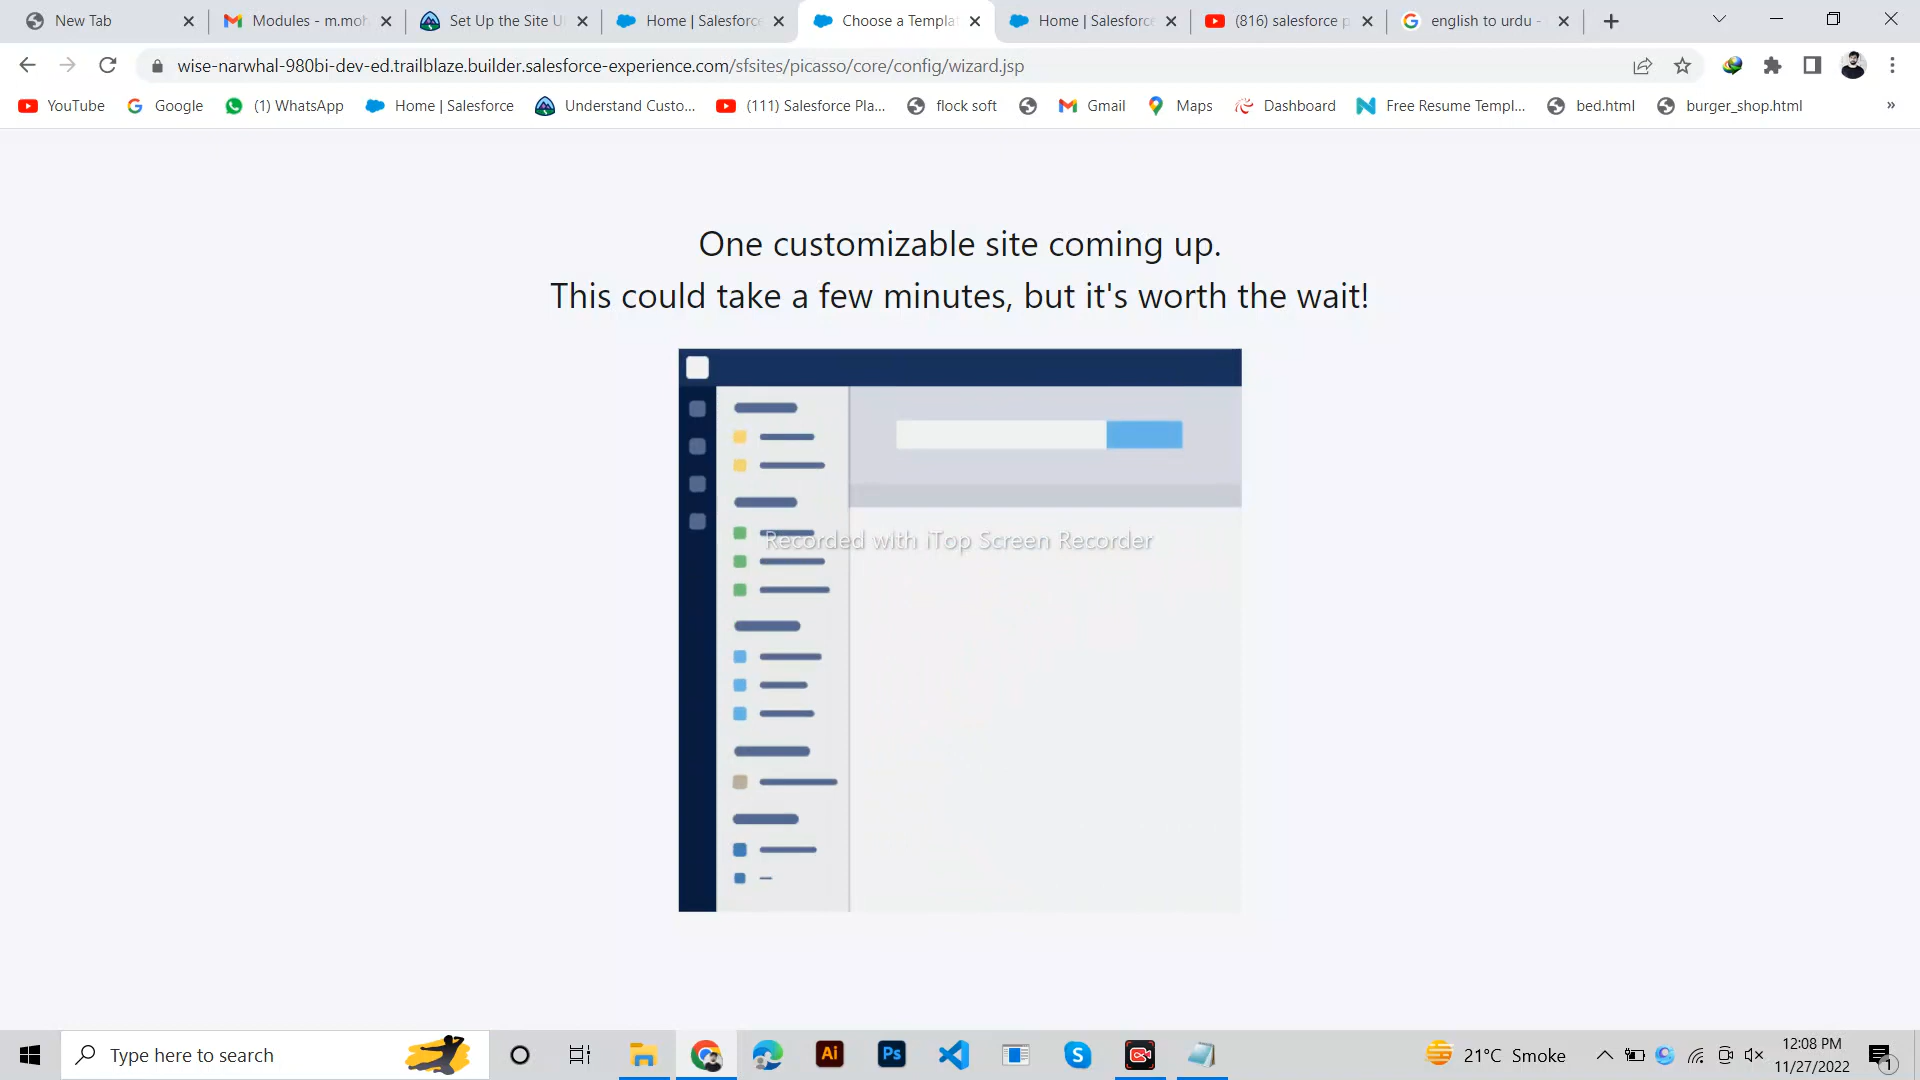 New Tab
Modules - m.moh
Set Up the Site U
Home | Salesforce
Choose a Templa
Home | Salesforce
(816) salesforce p
english to urdu -
wise-narwhal-980bi-dev-ed.trailblaze.builder.salesforce-experience.com/sfsites/picasso/core/config/wizard.jsp
YouTube
Google
(1) WhatsApp
Home | Salesforce
Understand Custo...
(111) Salesforce Pla...
flock soft
Gmail
Maps
Dashboard
Free Resume Templ...
bed.html
burger_shop.html
»
One customizable site coming up.
This could take a few minutes, but it's worth the wait!
Recorded with iTop Screen Recorder
Type here to search
Ai
Ps
21°C Smoke
12:08 PM
11/27/2022
1